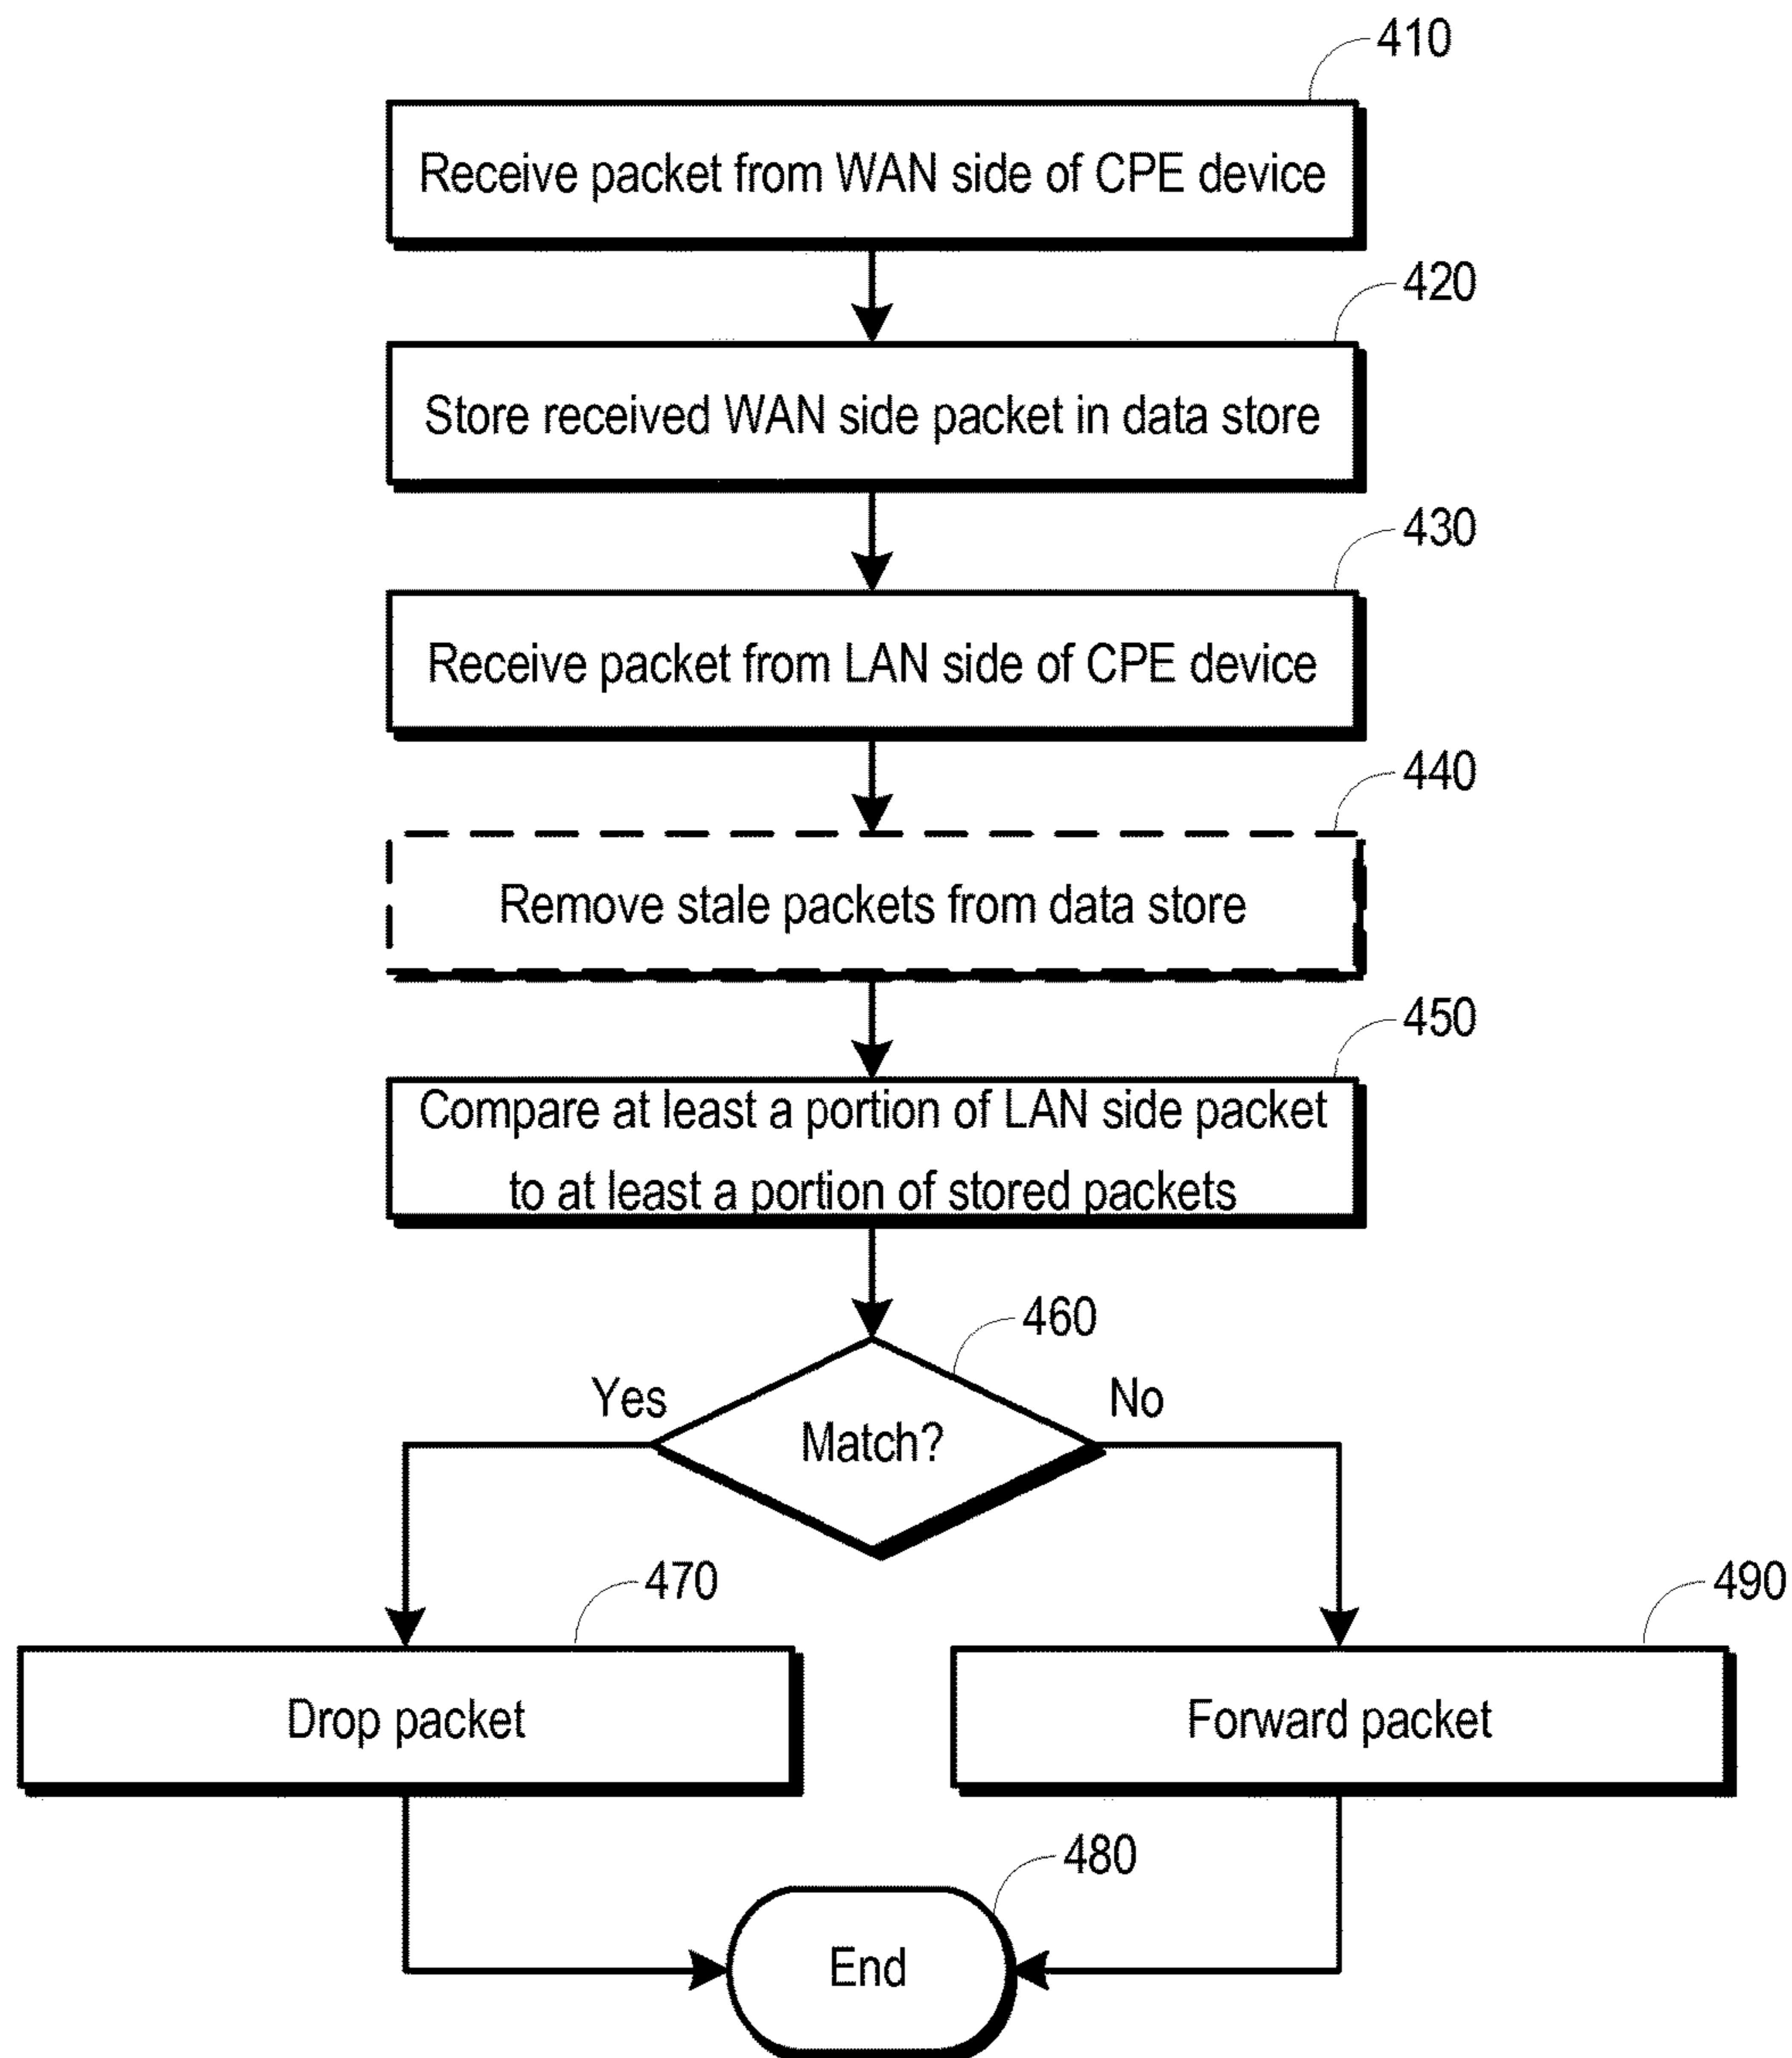 410
Receive packet from WAN side of CPE device
420
Store received WAN side packet in data store
430
Receive packet from LAN side of CPE device
440
Remove stale packets from data store
450
Compare at least a portion of LAN side packet
to at least a portion of stored packets
460
Yes
No
Match?
470
490
Drop packet
Forward packet
480
End